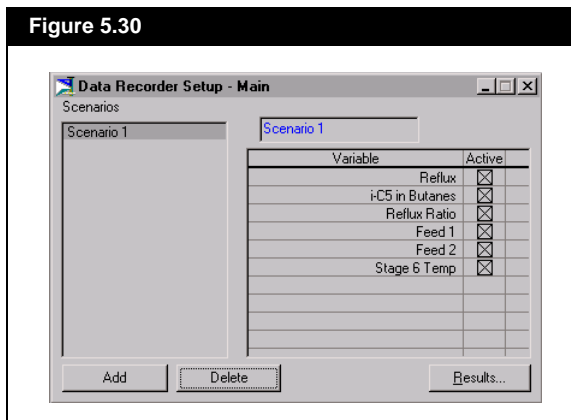 Figure 5.30
Data Recorder Setup - Main
Scenarios
Scenario 1
Scenario 1
Variable Active
Reflux
i-C5 in Butanes
Reflux Ratio
Feed 1
Feed 2
Stage 6 Temp
Add Delete Results...